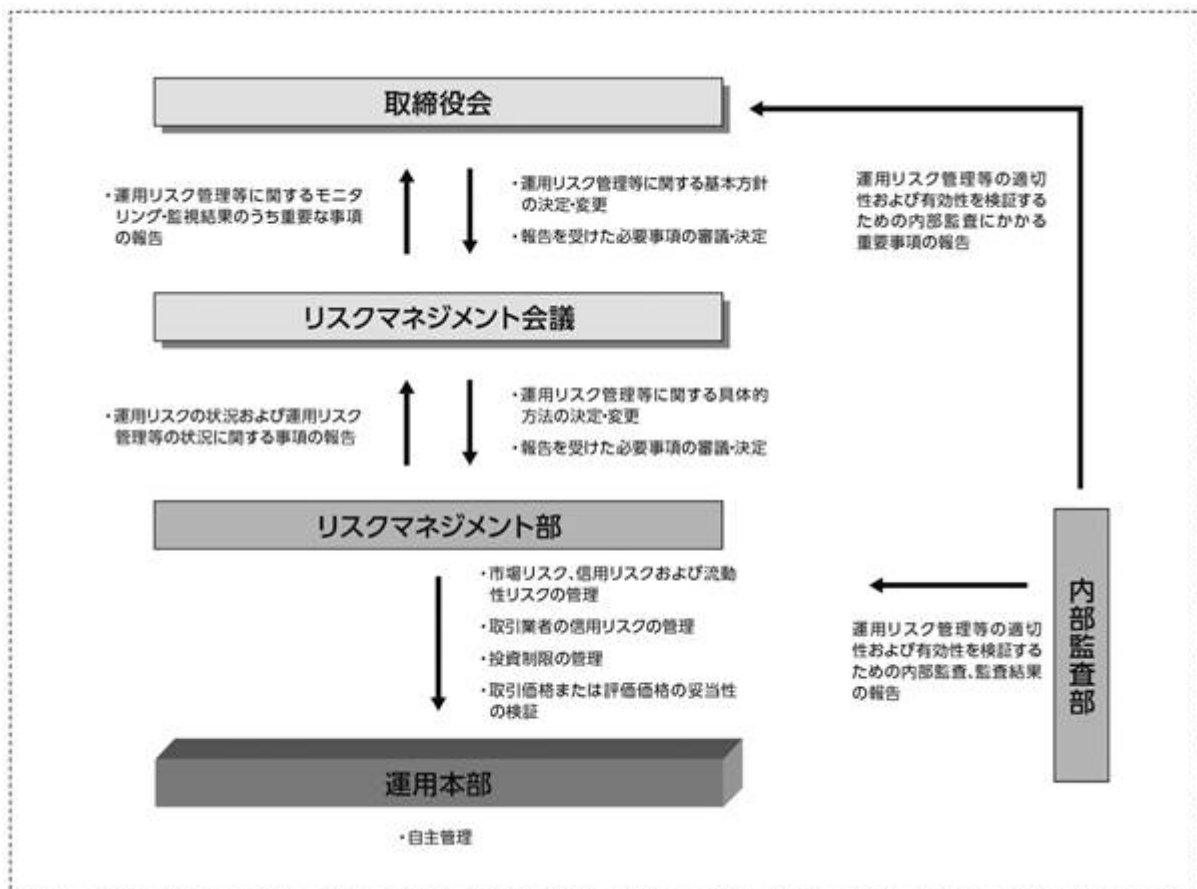 取締役会
・運用リスク管理等に関するモニタ
リング・監視結果のうち重要な事項
の報告
・運用リスク管理等に関する基本方針
の決定・変更
・報告を受けた必要事項の審議・決定
運用リスク管理等の適切
性および有効性を検証す
るための内部監査にかかる
重要事項の報告
リスクマネジメント会議
・運用リスクの状況および運用リスク
管理等の状況に関する事項の報告
・運用リスク管理等に関する具体的
方法の決定・変更
・報告を受けた必要事項の審議・決定
リスクマネジメント部
・市場リスク、信用リスクおよび流動
性リスクの管理
・取引業者の信用リスクの管理
・投資制限の管理
・取引価格または評価価格の妥当性
の検証
運用リスク管理等の適切
性および有効性を検証する
ための内部監査、監査結果
の報告
内部監査部
運用本部
・自主管理